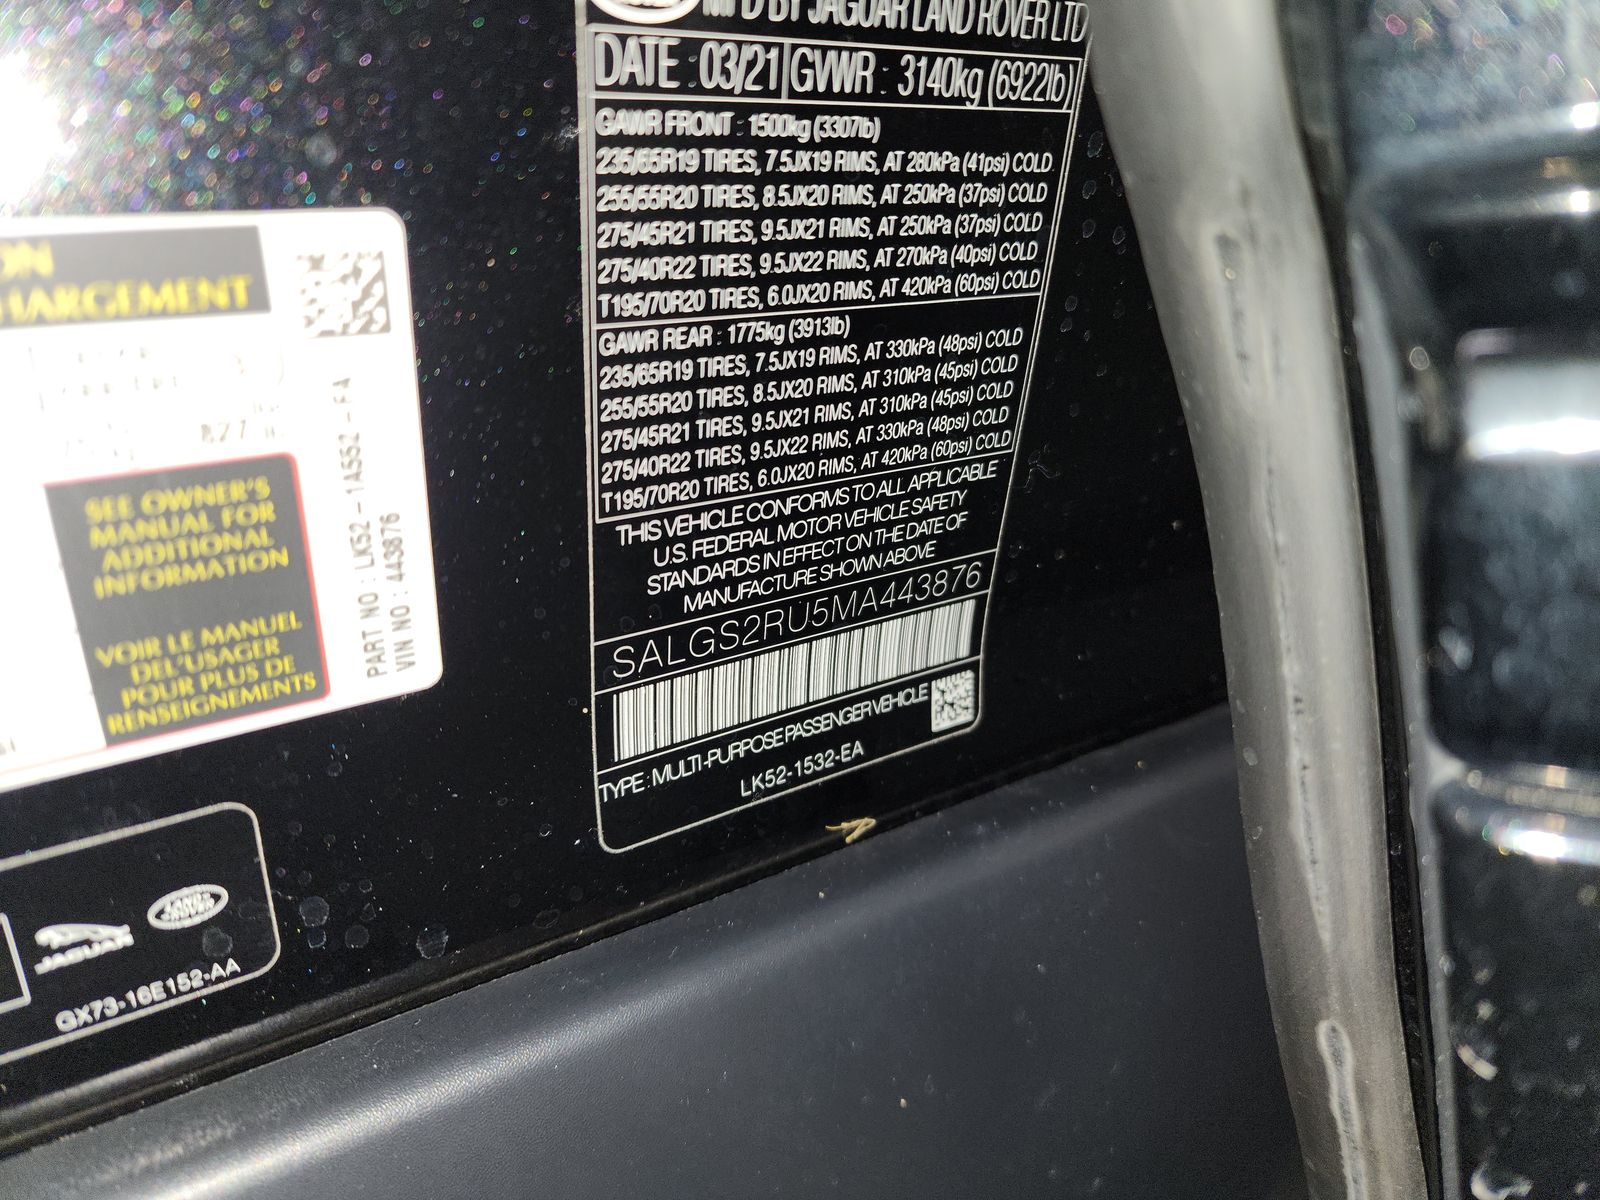 MFD BY JAGUAR LAND ROVER LTD
DATE : 03/21 GVWR : 3140kg (6922lb)
GAWR FRONT : 1500kg (3307lb)
235/65R19 TIRES, 7.5JX19 RIMS, AT 280kPa (41psi) COLD
255/55R20 TIRES, 8.5JX20 RIMS, AT 250kPa (37psi) COLD
275/45R21 TIRES, 9.5JX21 RIMS, AT 250kPa (37psi) COLD
275/40R22 TIRES, 9.5JX22 RIMS, AT 270kPa (40psi) COLD
T195/70R20 TIRES, 6.0JX20 RIMS, AT 420kPa (60psi) COLD
GAWR REAR : 1775kg (3913lb)
235/65R19 TIRES, 7.5JX19 RIMS, AT 330kPa (48psi) COLD
255/55R20 TIRES, 8.5JX20 RIMS, AT 310kPa (45psi) COLD
275/45R21 TIRES, 9.5JX21 RIMS, AT 310kPa (45psi) COLD
275/40R22 TIRES, 9.5JX22 RIMS, AT 330kPa (48psi) COLD
T195/70R20 TIRES, 6.0JX20 RIMS, AT 420kPa (60psi) COLD
THIS VEHICLE CONFORMS TO ALL APPLICABLE
U.S. FEDERAL MOTOR VEHICLE SAFETY
STANDARDS IN EFFECT ON THE DATE OF
MANUFACTURE SHOWN ABOVE
SALGS2RU5MA443876
TYPE : MULTI-PURPOSE PASSENGER VEHICLE
LK52-1532-EA
ON
HARGEMENT
827
SEE OWNER'S
MANUAL FOR
ADDITIONAL
INFORMATION
VOIR LE MANUEL
DEL'USAGER
POUR PLUS DE
RENSEIGNEMENTS
PART NO : LK52-1A552-FA
VIN NO : 443876
JAGUAR
LAND ROVER
GX73-16E152-AA